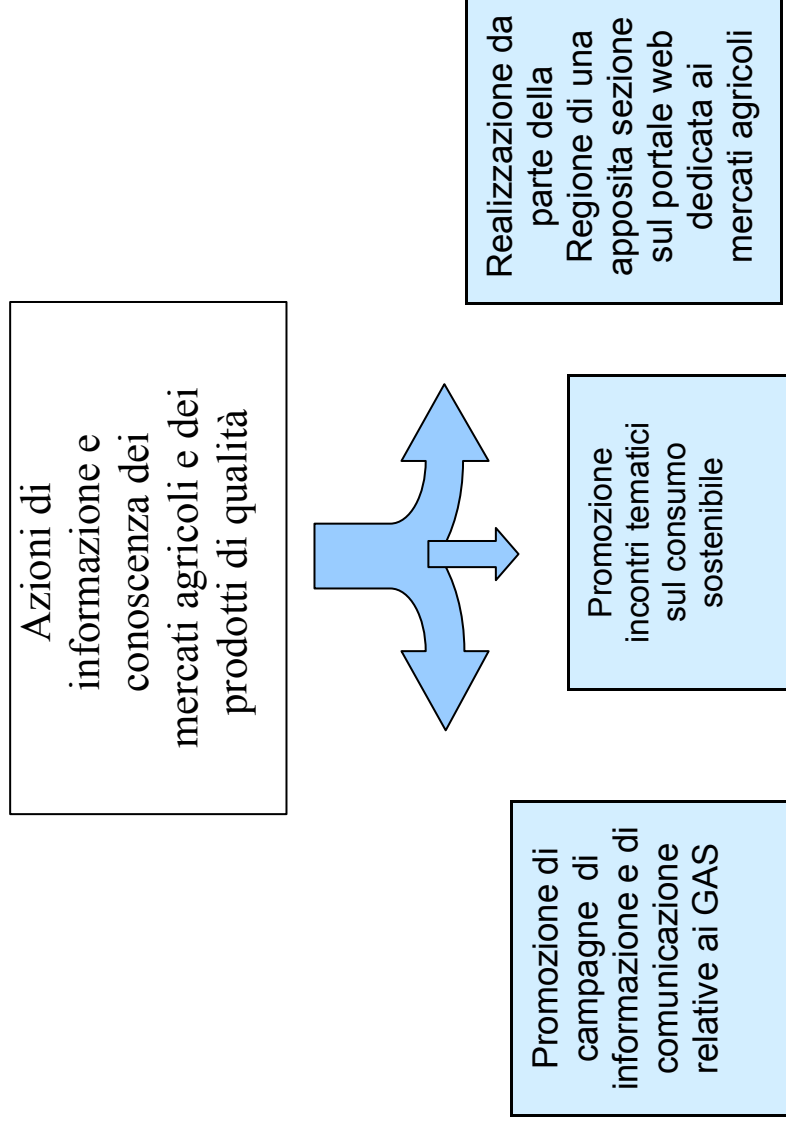 Azioni di
informazione e
conoscenza dei
mercati agricoli e dei
prodotti di qualità
Promozione di
campagne di
informazione e di
comunicazione
relative ai GAS
Promozione
incontri tematici
sul consumo
sostenibile
Realizzazione da
parte della
Regione di una
apposita sezione
sul portale web
dedicata ai
mercati agricoli